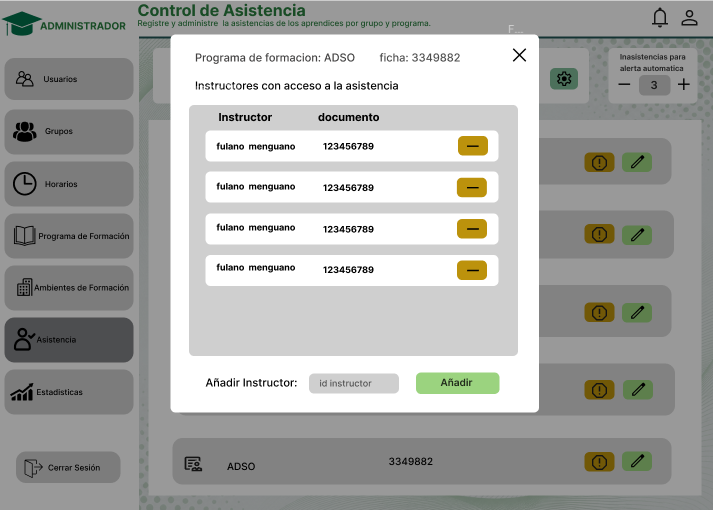 ADMINISTRADOR
Control de Asistencia
Registre y administre la asistencias de los aprendices por grupo y programa.
F...
Usuarios
Grupos
Horarios
Programa de Formación
Ambientes de Formación
Asistencia
Estadisticas
Cerrar Sesión
Inasistencias para
alerta automatica
3
Programa de formacion: ADSO ficha: 3349882
Instructores con acceso a la asistencia
Instructor documento
fulano menguano 123456789
fulano menguano 123456789
fulano menguano 123456789
fulano menguano 123456789
Añadir Instructor: id instructor Añadir
ADSO 3349882